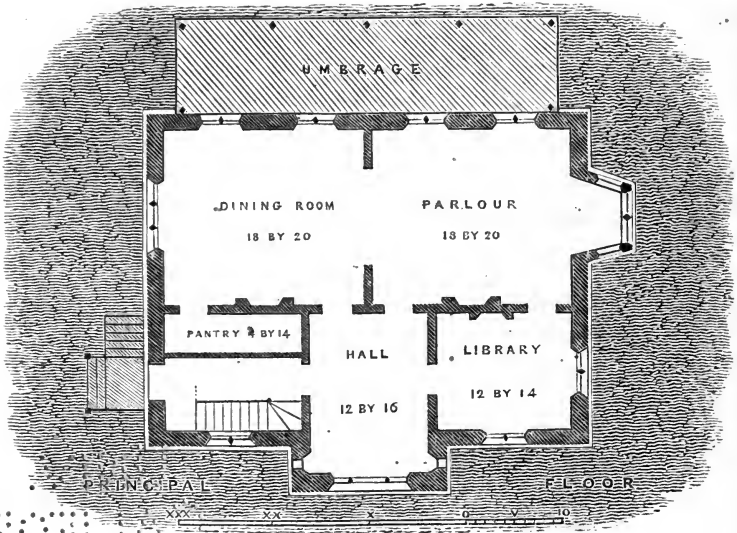 UMBRAGE
DINING ROOM
18 BY 20
PARLOUR
18 BY 20
PANTRY BY 14
HALL
12 BY 16
LIBRARY
12 BY 14
PRINCIPAL FLOOR
XXX XX X 0 V 10